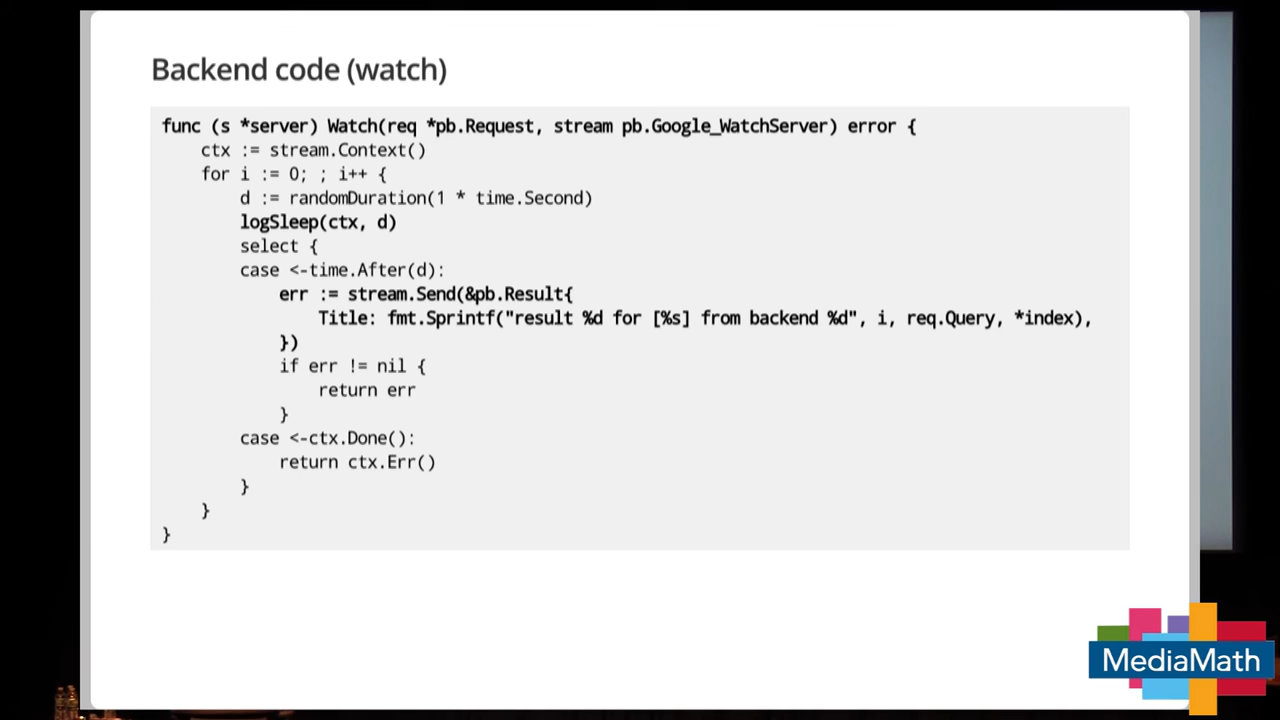 Backend code (watch)
func (s *server) Watch(req *pb.Request, stream pb.Google_WatchServer) error {
    ctx := stream.Context()
    for i := 0; ; i++ {
        d := randomDuration(1 * time.Second)
        logSleep(ctx, d)
        select {
        case <-time.After(d):
            err := stream.Send(&pb.Result{
                Title: fmt.Sprintf("result %d for [%s] from backend %d", i, req.Query, *index),
            })
            if err != nil {
                return err
            }
        case <-ctx.Done():
            return ctx.Err()
        }
    }
}
MediaMath